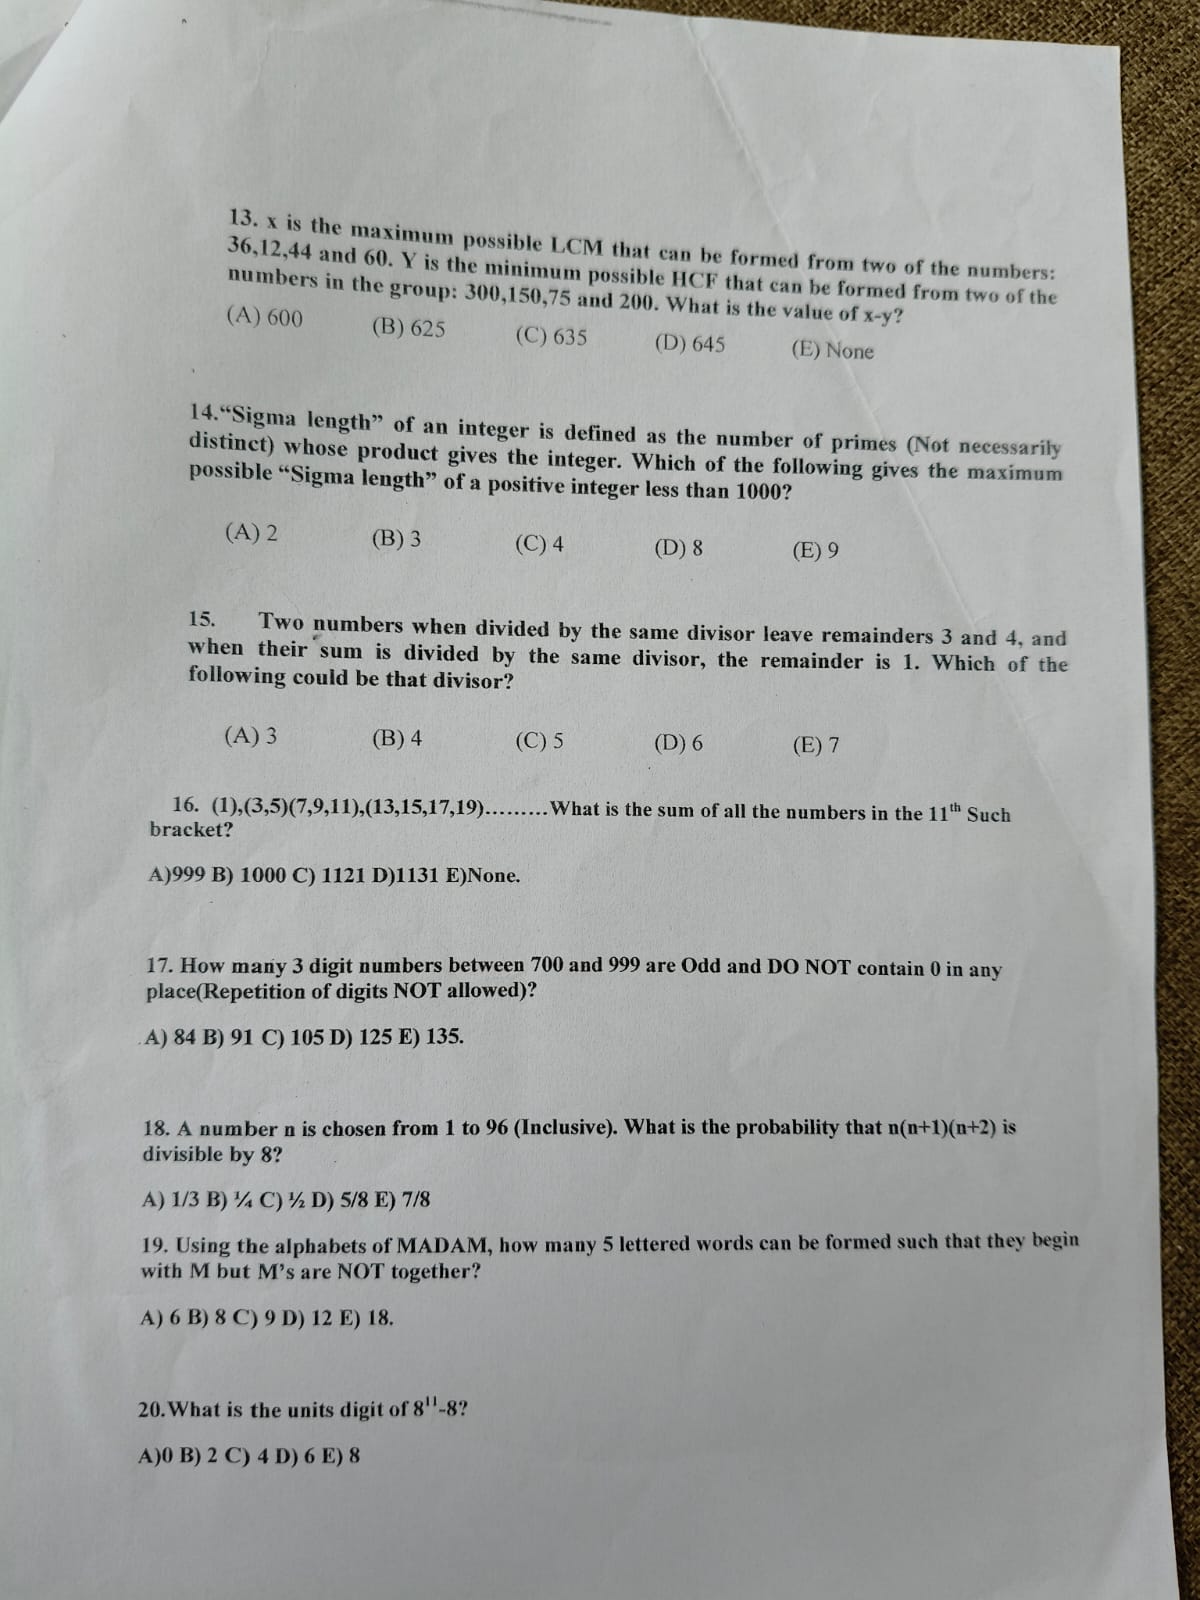 13. x is the maximum possible LCM that can be formed from two of the numbers:
36,12,44 and 60. Y is the minimum possible HCF that can be formed from two of the
numbers in the group: 300,150,75 and 200. What is the value of x-y?
(A) 600 (B) 625 (C) 635 (D) 645 (E) None
14.“Sigma length” of an integer is defined as the number of primes (Not necessarily
distinct) whose product gives the integer. Which of the following gives the maximum
possible “Sigma length” of a positive integer less than 1000?
(A) 2 (B) 3 (C) 4 (D) 8 (E) 9
15. Two numbers when divided by the same divisor leave remainders 3 and 4, and
when their sum is divided by the same divisor, the remainder is 1. Which of the
following could be that divisor?
(A) 3 (B) 4 (C) 5 (D) 6 (E) 7
16. (1),(3,5)(7,9,11),(13,15,17,19).........What is the sum of all the numbers in the 11th Such
bracket?
A)999 B) 1000 C) 1121 D)1131 E)None.
17. How many 3 digit numbers between 700 and 999 are Odd and DO NOT contain 0 in any
place(Repetition of digits NOT allowed)?
A) 84 B) 91 C) 105 D) 125 E) 135.
18. A number n is chosen from 1 to 96 (Inclusive). What is the probability that n(n+1)(n+2) is
divisible by 8?
A) 1/3 B) ¼ C) ½ D) 5/8 E) 7/8
19. Using the alphabets of MADAM, how many 5 lettered words can be formed such that they begin
with M but M’s are NOT together?
A) 6 B) 8 C) 9 D) 12 E) 18.
20.What is the units digit of 8¹¹-8?
A)0 B) 2 C) 4 D) 6 E) 8